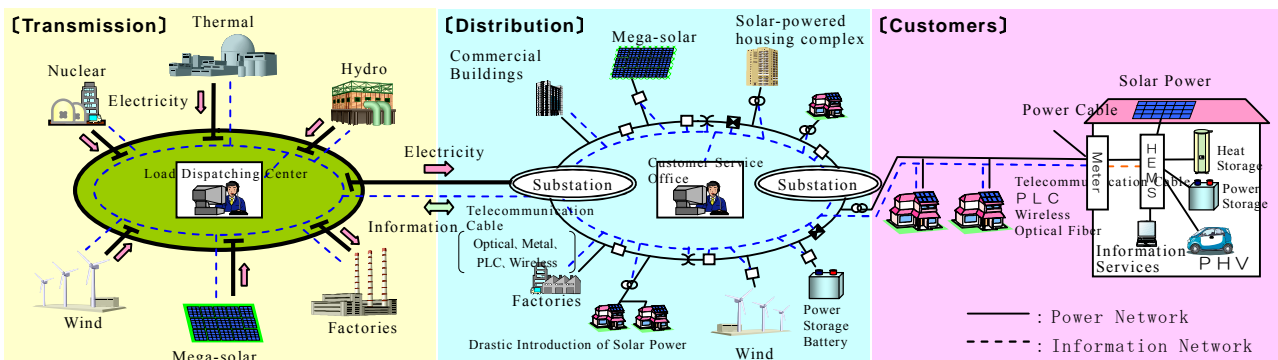 〔Transmission〕
Thermal
Nuclear
Hydro
Electricity
Load Dispatching Center
Wind
Mega-solar
Factories
Electricity
Information
〔Distribution〕
Mega-solar
Solar-powered
housing complex
Commercial
Buildings
Substation
Customer Service
Office
Substation
Telecommunication
Cable
Optical, Metal、
PLC, Wireless
Factories
Drastic Introduction of Solar Power
Wind
Power
Storage
Battery
〔Customers〕
Solar Power
Power Cable
Meter
HEMS
Heat
Storage
Power
Storage
Telecommunication Cable
PLC
Wireless
Optical Fiber
Information
Services
PHV
: Power Network
: Information Network